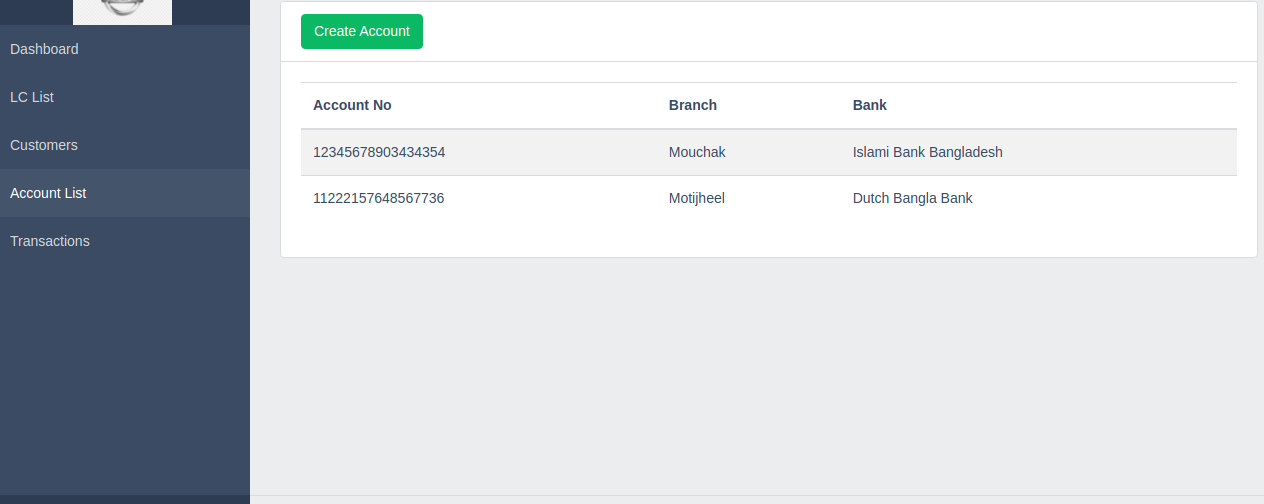 Dashboard
LC List
Customers
Account List
Transactions
Create Account
Account No Branch Bank
12345678903434354 Mouchak Islami Bank Bangladesh
11222157648567736 Motijheel Dutch Bangla Bank